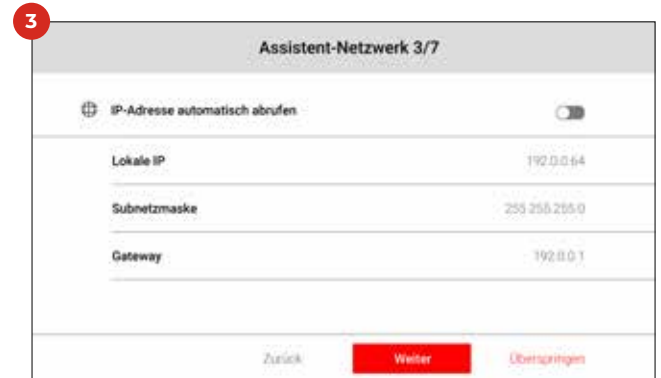 3
Assistent-Netzwerk 3/7
IP-Adresse automatisch abrufen
Lokale IP 192.0.0.64
Subnetzmaske 255.255.255.0
Gateway 192.0.0.1
Zurück Weiter Überspringen